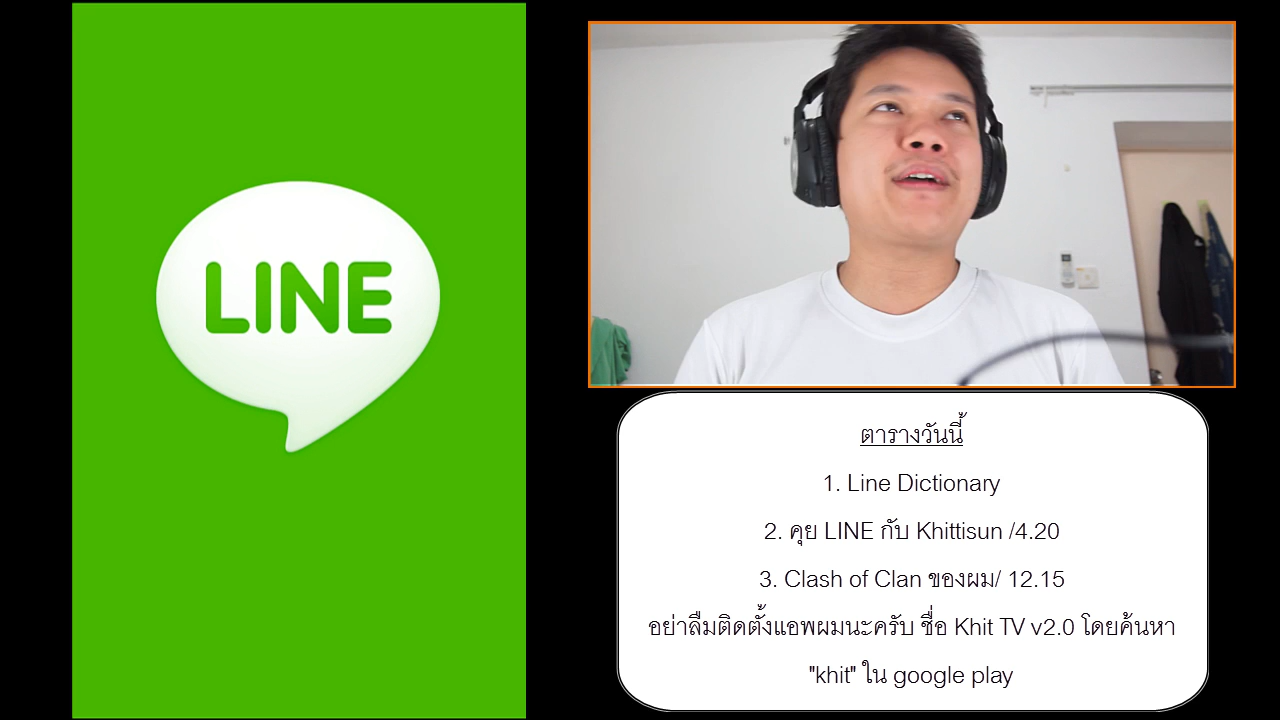 LINE
ตารางวันนี้
1. Line Dictionary
2. คุย LINE กับ Khittisun /4.20
3. Clash of Clan ของผม/ 12.15
อย่าลืมติดตั้งแอพผมนะครับ ชื่อ Khit TV v2.0 โดยค้นหา
"khit" ใน google play